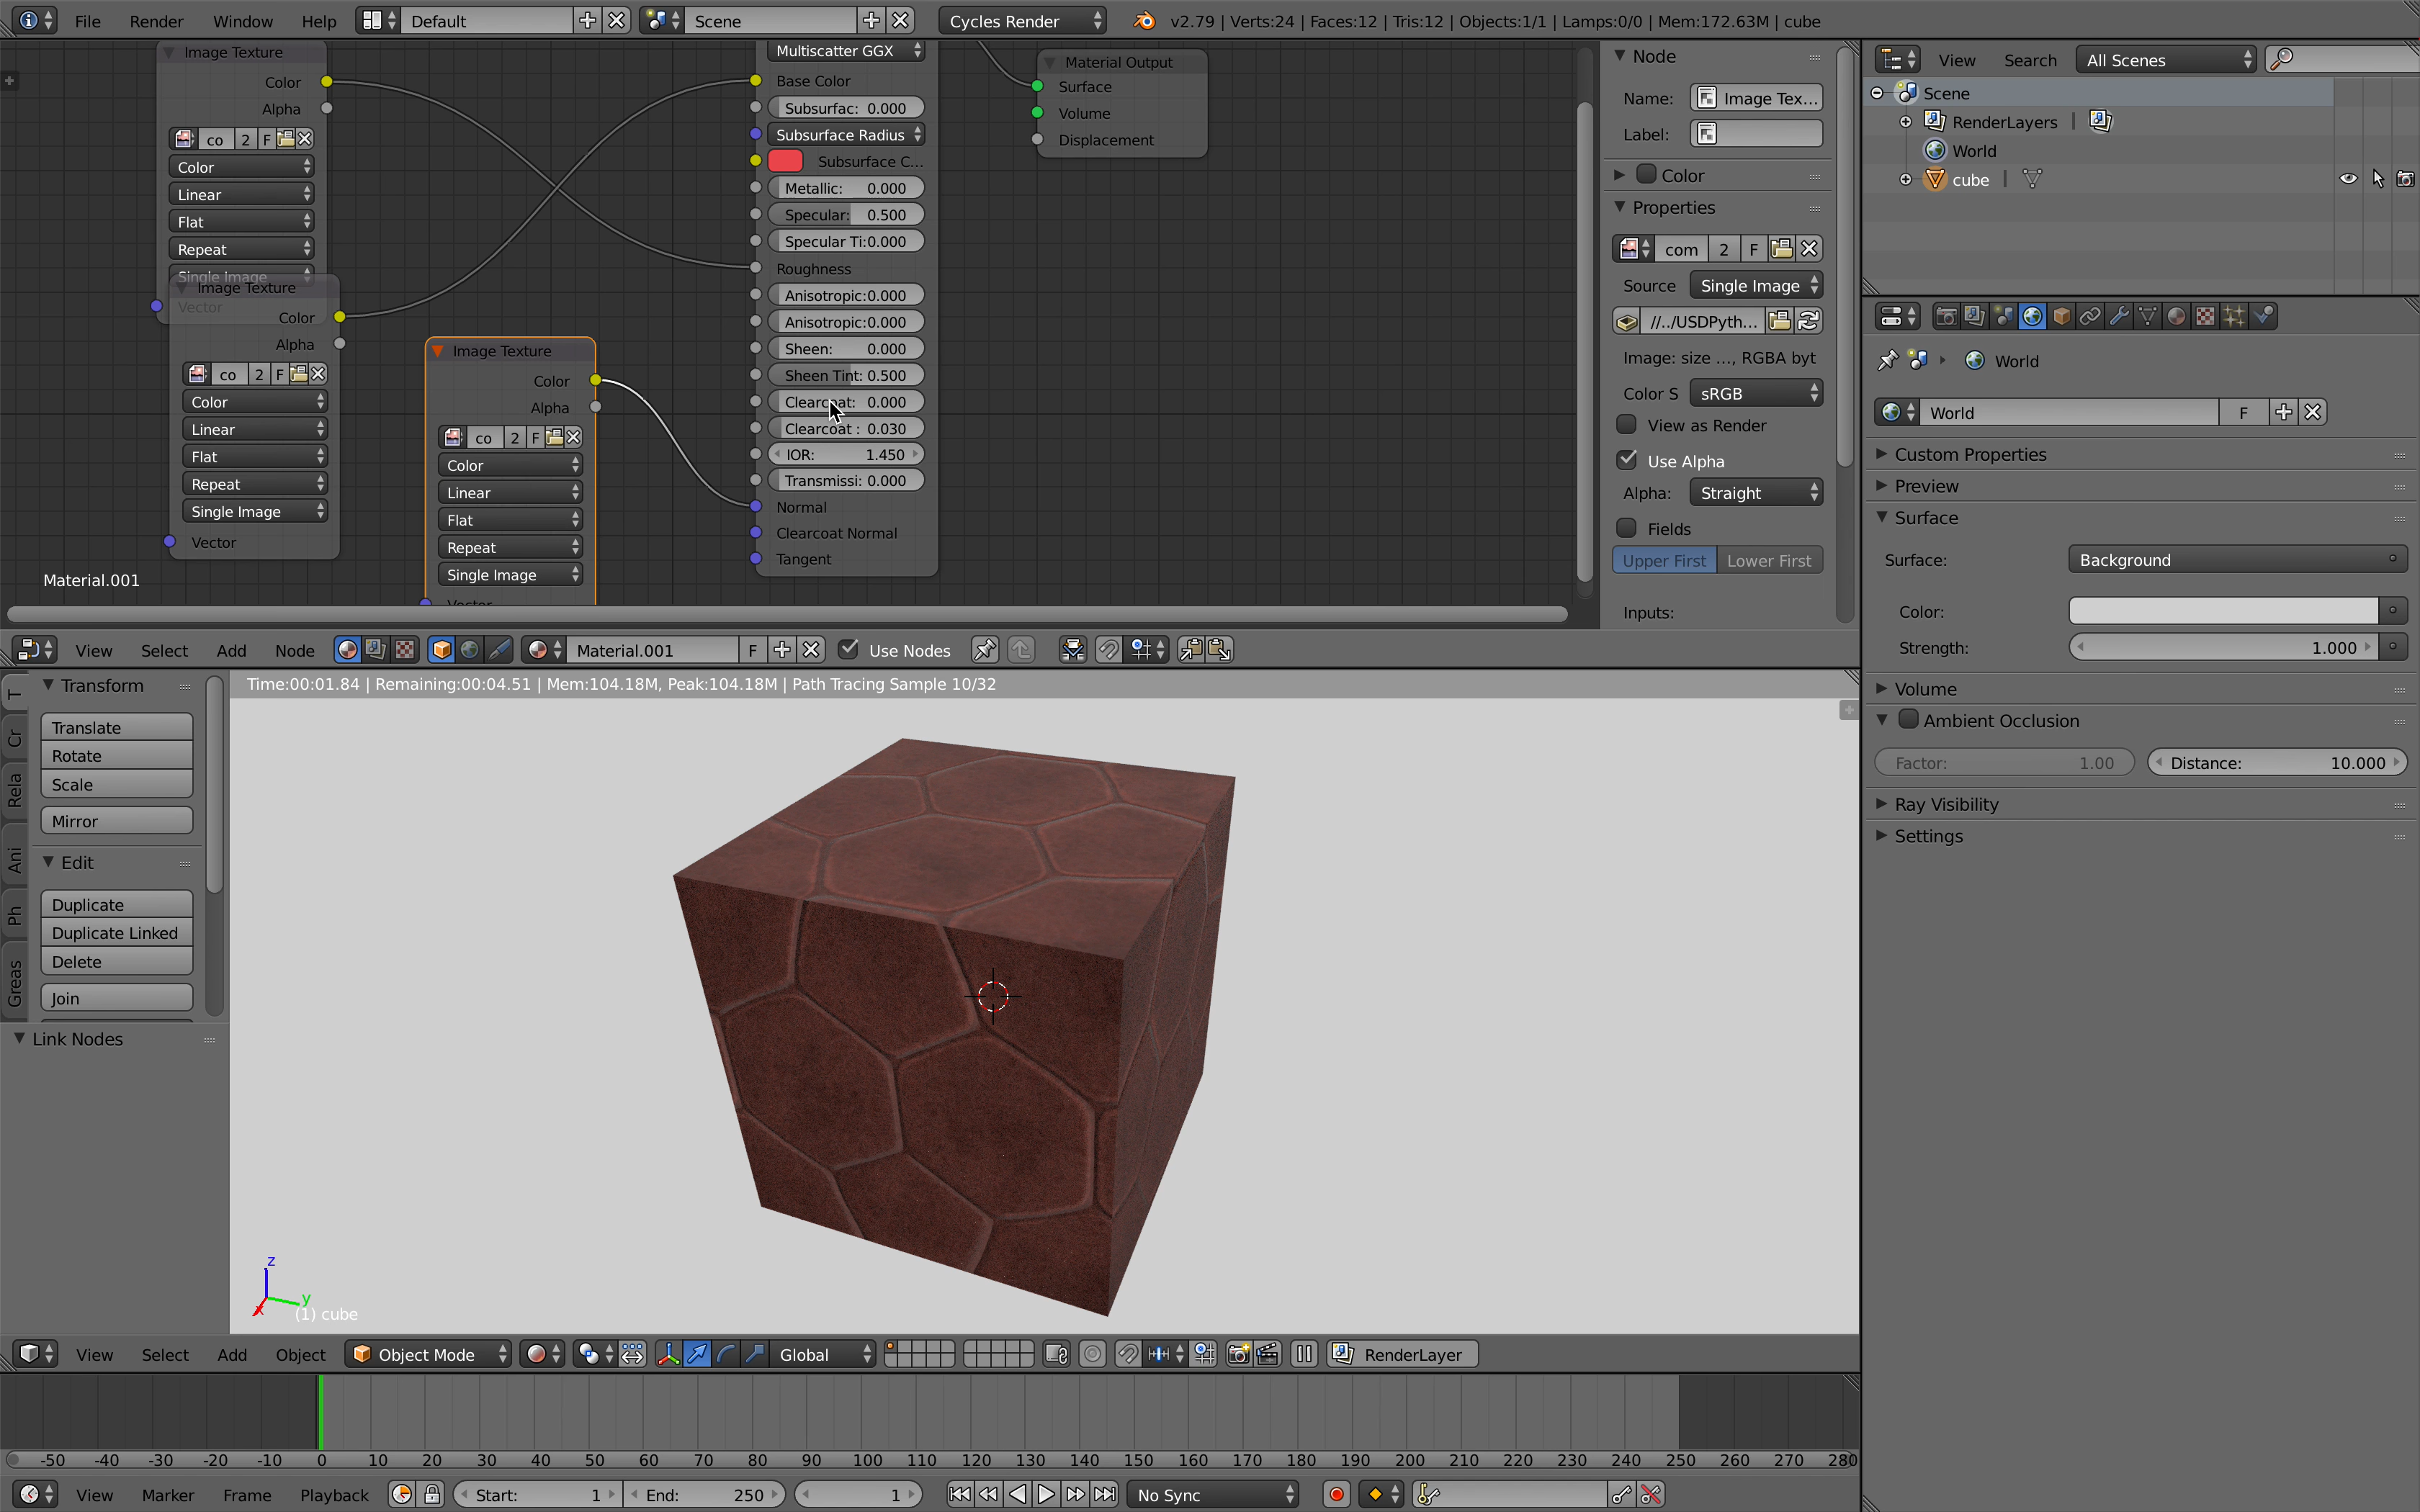 File Render Window Help Default Scene Cycles Render v2.79 | Verts:24 | Faces:12 | Tris:12 | Objects:1/1 | Lamps:0/0 | Mem:172.63M | cube
Image Texture
Color
Alpha
co 2 F
Color
Linear
Flat
Repeat
Single Image
Vector
Image Texture
Color
Alpha
co 2 F
Color
Linear
Flat
Repeat
Single Image
Vector
Image Texture
Color
Alpha
co 2 F
Color
Linear
Flat
Repeat
Single Image
Vector
Multiscatter GGX
Base Color
Subsurfac: 0.000
Subsurface Radius
Subsurface C...
Metallic: 0.000
Specular: 0.500
Specular Ti:0.000
Roughness
Anisotropic:0.000
Anisotropic:0.000
Sheen: 0.000
Sheen Tint: 0.500
Clearcoat: 0.000
Clearcoat : 0.030
IOR: 1.450
Transmissi: 0.000
Normal
Clearcoat Normal
Tangent
Material Output
Surface
Volume
Displacement
Material.001
Node
Name: Image Tex...
Label:
Color
Properties
com 2 F
Source Single Image
//../USDPyth...
Image: size ..., RGBA byt
Color S sRGB
View as Render
Use Alpha
Alpha: Straight
Fields
Upper First Lower First
Inputs:
View Search All Scenes
Scene
RenderLayers |
World
cube |
World
World F
Custom Properties
Preview
Surface
Surface: Background
Color:
Strength: 1.000
Volume
Ambient Occlusion
Factor: 1.00 Distance: 10.000
Ray Visibility
Settings
View Select Add Node Material.001 F Use Nodes
T
Cr
Rela
Ani
Ph
Greas
Transform
Translate
Rotate
Scale
Mirror
Edit
Duplicate
Duplicate Linked
Delete
Join
Link Nodes
Time:00:01.84 | Remaining:00:04.51 | Mem:104.18M, Peak:104.18M | Path Tracing Sample 10/32
z
y
x
(1) cube
View Select Add Object Object Mode Global RenderLayer
-50 -40 -30 -20 -10 0 10 20 30 40 50 60 70 80 90 100 110 120 130 140 150 160 170 180 190 200 210 220 230 240 250 260 270 280
View Marker Frame Playback Start: 1 End: 250 1 No Sync